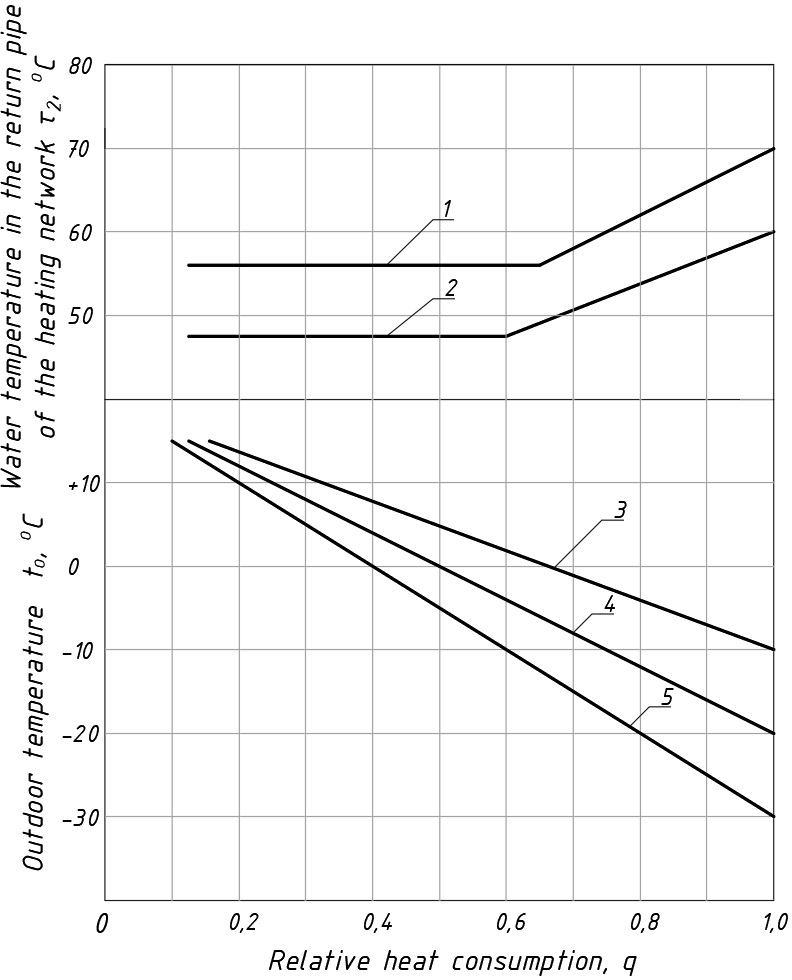 Water temperature in the return pipe
of the heating network τ₂, °C
80
70
60
50
1
2
+10
0
-10
-20
-30
Outdoor temperature t₀, °C
3
4
5
0 0,2 0,4 0,6 0,8 1,0
Relative heat consumption, q